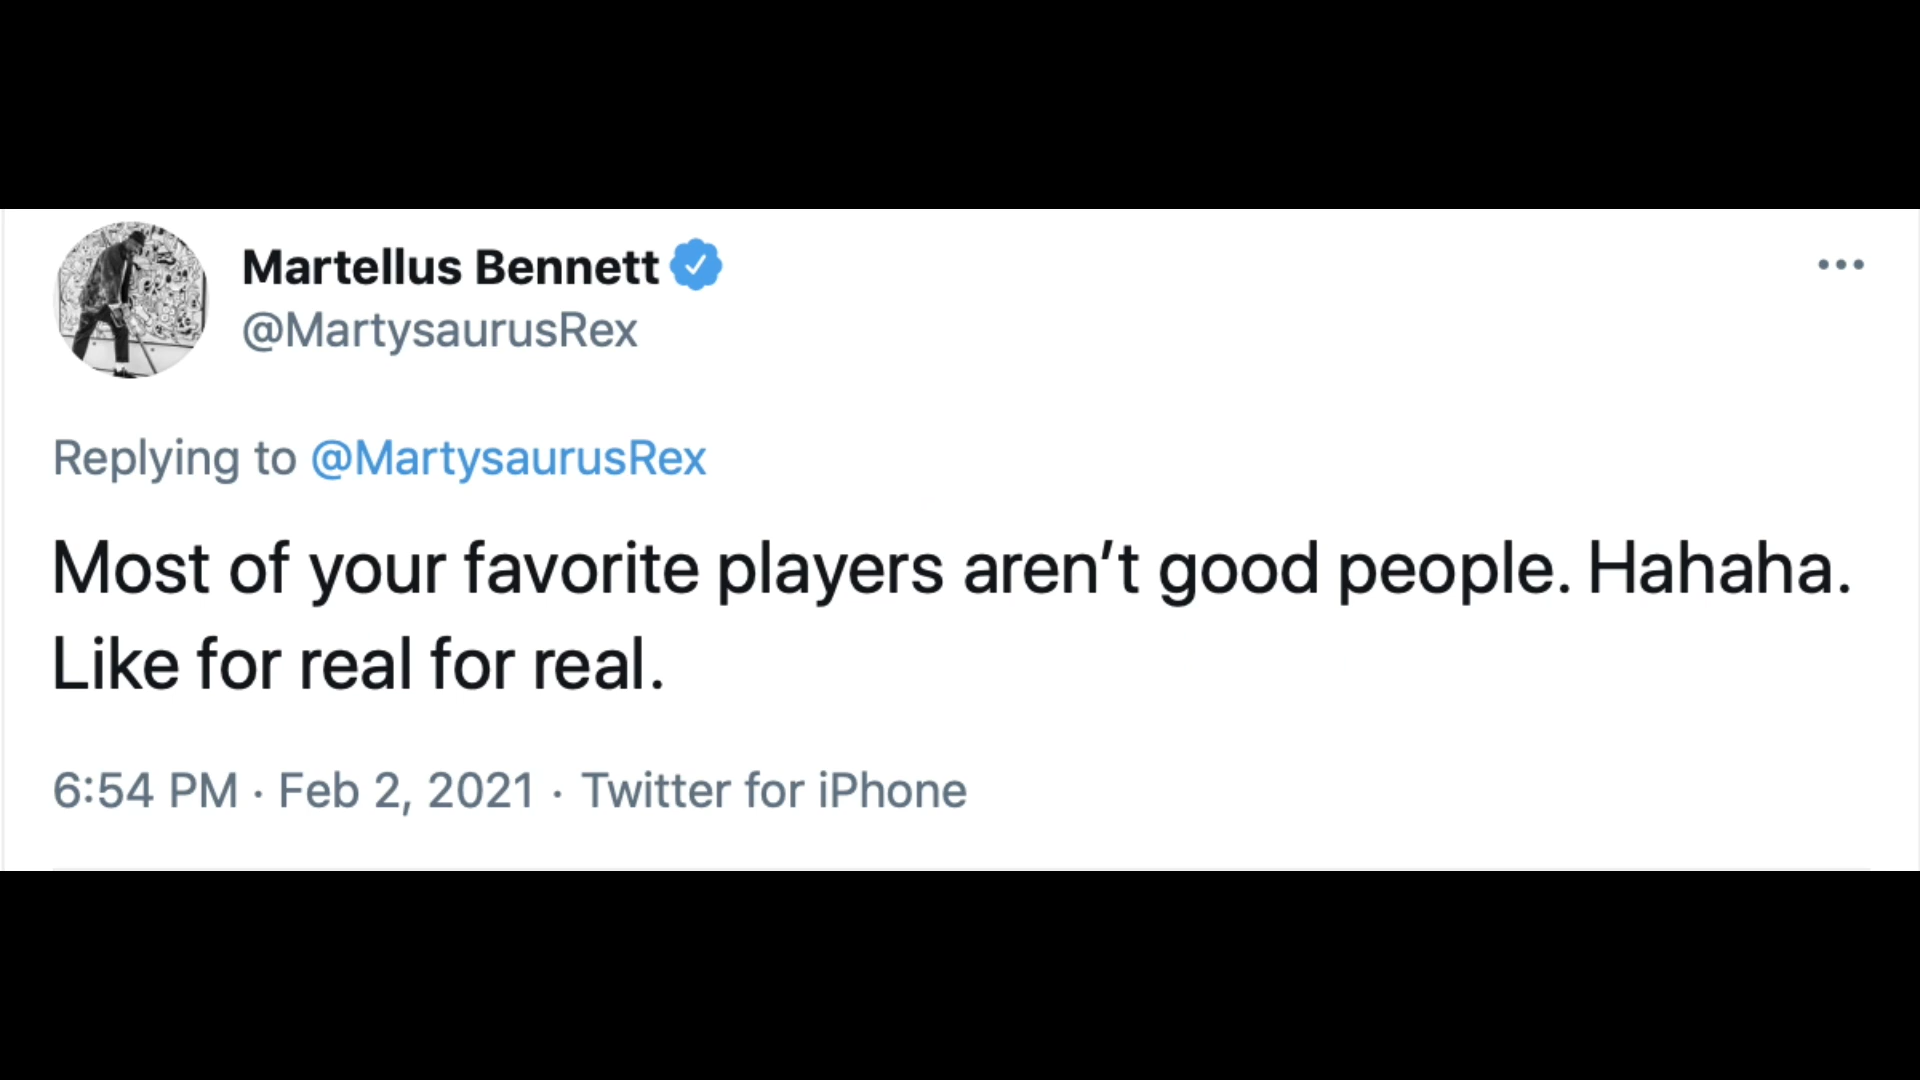 Martellus Bennett
@MartysaurusRex
Replying to @MartysaurusRex
Most of your favorite players aren’t good people. Hahaha.
Like for real for real.
6:54 PM · Feb 2, 2021 · Twitter for iPhone